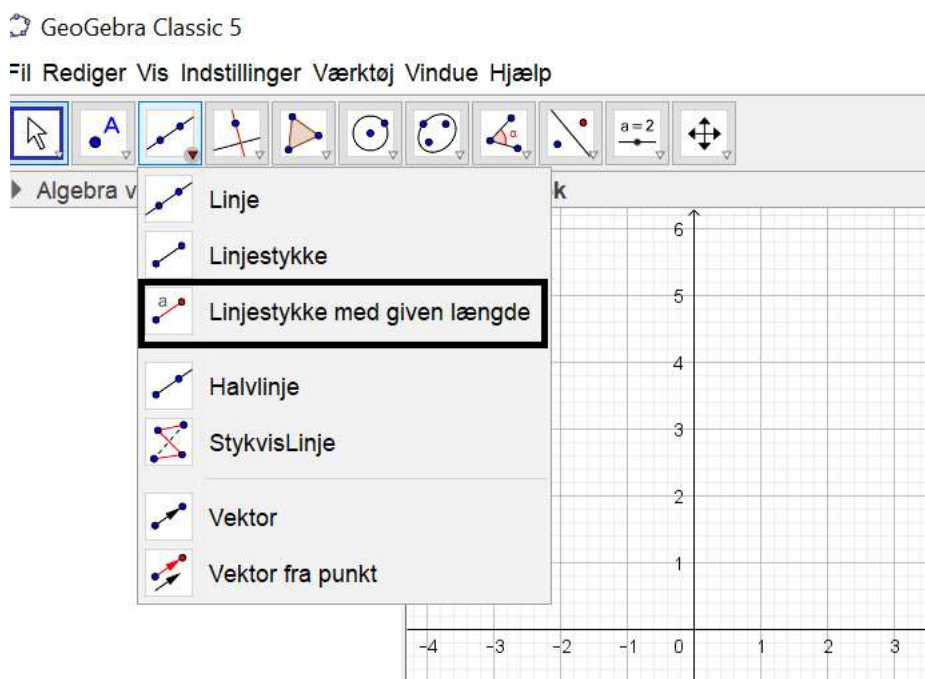 GeoGebra Classic 5
Fil Rediger Vis Indstillinger Værktøj Vindue Hjælp
A
α
a=2
Algebra v
k
Linje
Linjestykke
a
Linjestykke med given længde
Halvlinje
StykvisLinje
Vektor
Vektor fra punkt
6
5
4
3
2
1
-4 -3 -2 -1 0 1 2 3